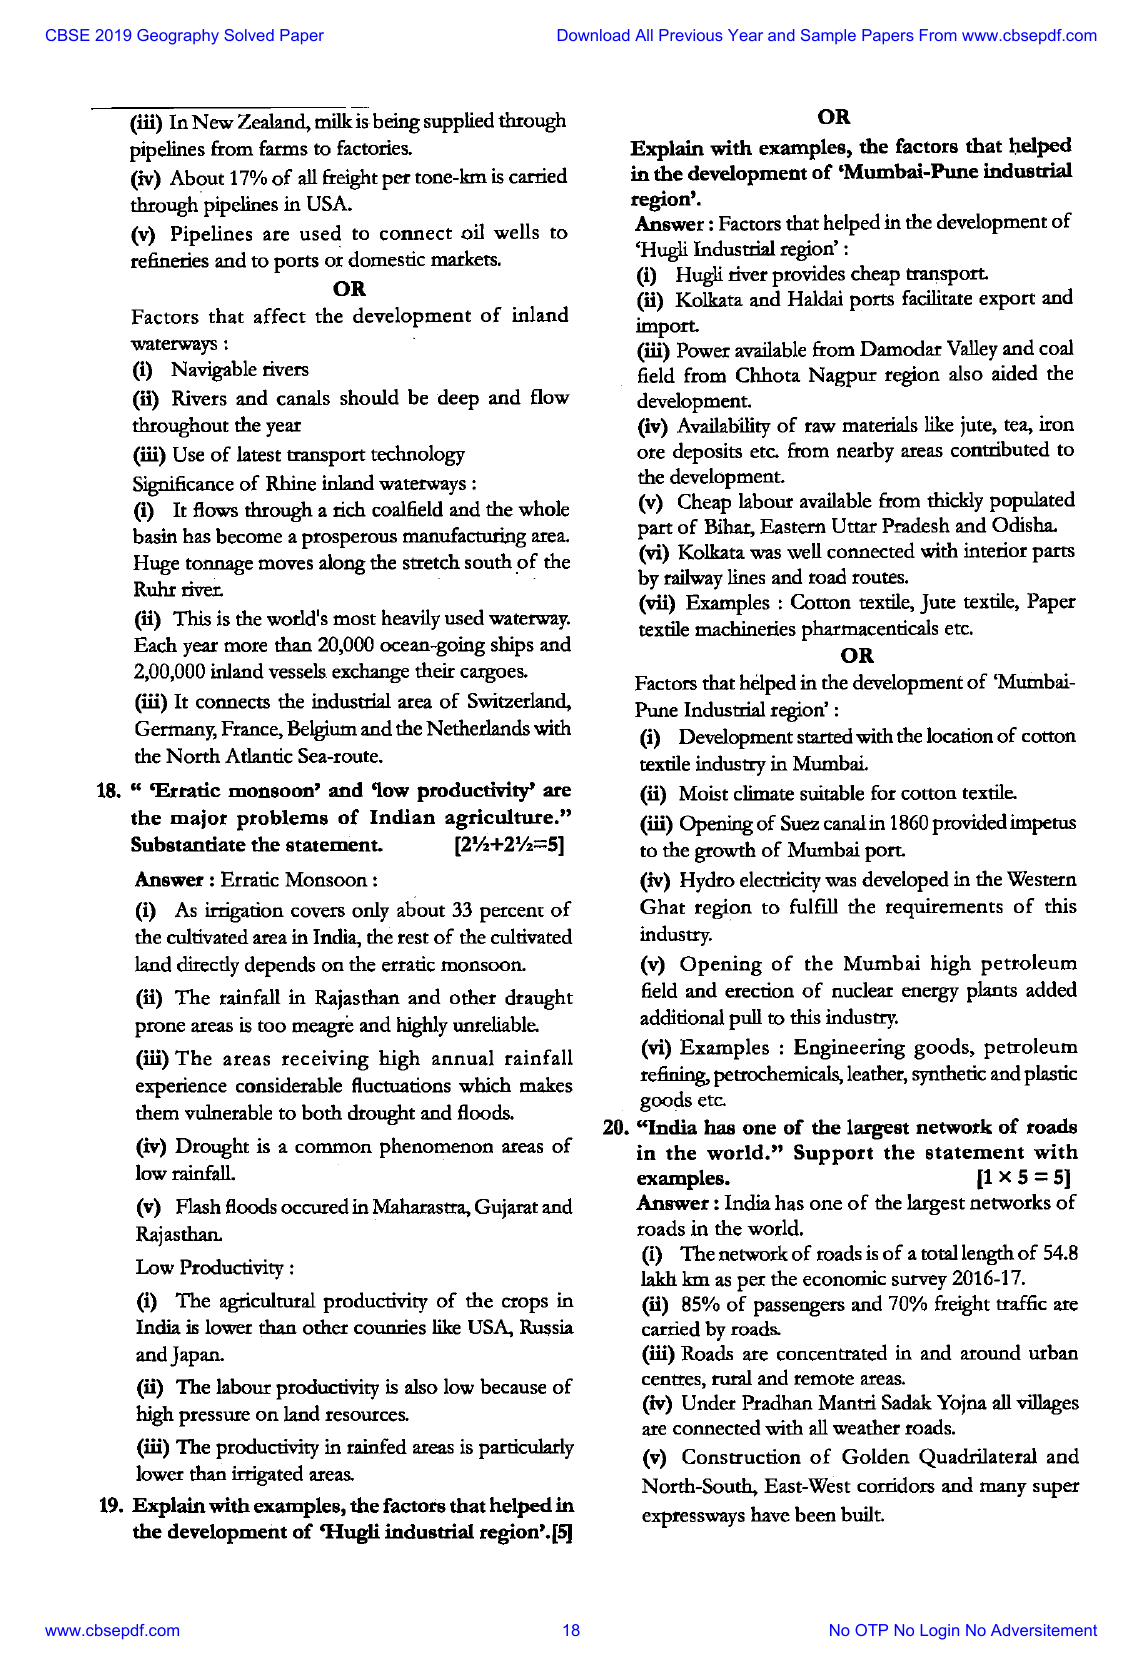 CBSE 2019 Geography Solved Paper
Download All Previous Year and Sample Papers From www.cbsepdf.com
(iii) In New Zealand, milk is being supplied through
pipelines from farms to factories.
(iv) About 17% of all freight per tone-km is carried
through pipelines in USA.
(v) Pipelines are used to connect oil wells to
refineries and to ports or domestic markets.
OR
Factors that affect the development of inland
waterways :
(i) Navigable rivers
(ii) Rivers and canals should be deep and flow
throughout the year
(iii) Use of latest transport technology
Significance of Rhine inland waterways :
(i) It flows through a rich coalfield and the whole
basin has become a prosperous manufacturing area.
Huge tonnage moves along the stretch south of the
Ruhr river.
(ii) This is the world's most heavily used waterway.
Each year more than 20,000 ocean-going ships and
2,00,000 inland vessels exchange their cargoes.
(iii) It connects the industrial area of Switzerland,
Germany, France, Belgium and the Netherlands with
the North Atlantic Sea-route.
18. “ ‘Erratic monsoon’ and ‘low productivity’ are
the major problems of Indian agriculture.”
Substantiate the statement. [2½+2½=5]
Answer : Erratic Monsoon :
(i) As irrigation covers only about 33 percent of
the cultivated area in India, the rest of the cultivated
land directly depends on the erratic monsoon.
(ii) The rainfall in Rajasthan and other draught
prone areas is too meagre and highly unreliable.
(iii) The areas receiving high annual rainfall
experience considerable fluctuations which makes
them vulnerable to both drought and floods.
(iv) Drought is a common phenomenon areas of
low rainfall.
(v) Flash floods occured in Maharastra, Gujarat and
Rajasthan.
Low Productivity :
(i) The agricultural productivity of the crops in
India is lower than other counries like USA, Russia
and Japan.
(ii) The labour productivity is also low because of
high pressure on land resources.
(iii) The productivity in rainfed areas is particularly
lower than irrigated areas.
19. Explain with examples, the factors that helped in
the development of ‘Hugli industrial region’.[5]
OR
Explain with examples, the factors that helped
in the development of ‘Mumbai-Pune industrial
region’.
Answer : Factors that helped in the development of
‘Hugli Industrial region’ :
(i) Hugli river provides cheap transport.
(ii) Kolkata and Haldai ports facilitate export and
import.
(iii) Power available from Damodar Valley and coal
field from Chhota Nagpur region also aided the
development.
(iv) Availability of raw materials like jute, tea, iron
ore deposits etc. from nearby areas contributed to
the development.
(v) Cheap labour available from thickly populated
part of Bihar, Eastern Uttar Pradesh and Odisha.
(vi) Kolkata was well connected with interior parts
by railway lines and road routes.
(vii) Examples : Cotton textile, Jute textile, Paper
textile machineries pharmacenticals etc.
OR
Factors that helped in the development of ‘Mumbai-
Pune Industrial region’ :
(i) Development started with the location of cotton
textile industry in Mumbai.
(ii) Moist climate suitable for cotton textile.
(iii) Opening of Suez canal in 1860 provided impetus
to the growth of Mumbai port.
(iv) Hydro electricity was developed in the Western
Ghat region to fulfill the requirements of this
industry.
(v) Opening of the Mumbai high petroleum
field and erection of nuclear energy plants added
additional pull to this industry.
(vi) Examples : Engineering goods, petroleum
refining, petrochemicals, leather, synthetic and plastic
goods etc.
20. “India has one of the largest network of roads
in the world.” Support the statement with
examples. [1 × 5 = 5]
Answer : India has one of the largest networks of
roads in the world.
(i) The network of roads is of a total length of 54.8
lakh km as per the economic survey 2016-17.
(ii) 85% of passengers and 70% freight traffic are
carried by roads.
(iii) Roads are concentrated in and around urban
centres, rural and remote areas.
(iv) Under Pradhan Mantri Sadak Yojna all villages
are connected with all weather roads.
(v) Construction of Golden Quadrilateral and
North-South, East-West corridors and many super
expressways have been built.
www.cbsepdf.com
18
No OTP No Login No Adversitement